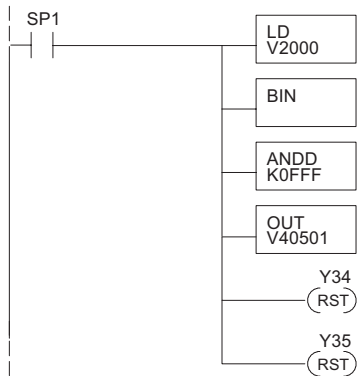 SP1
LD
V2000
BIN
ANDD
K0FFF
OUT
V40501
Y34
RST
Y35
RST